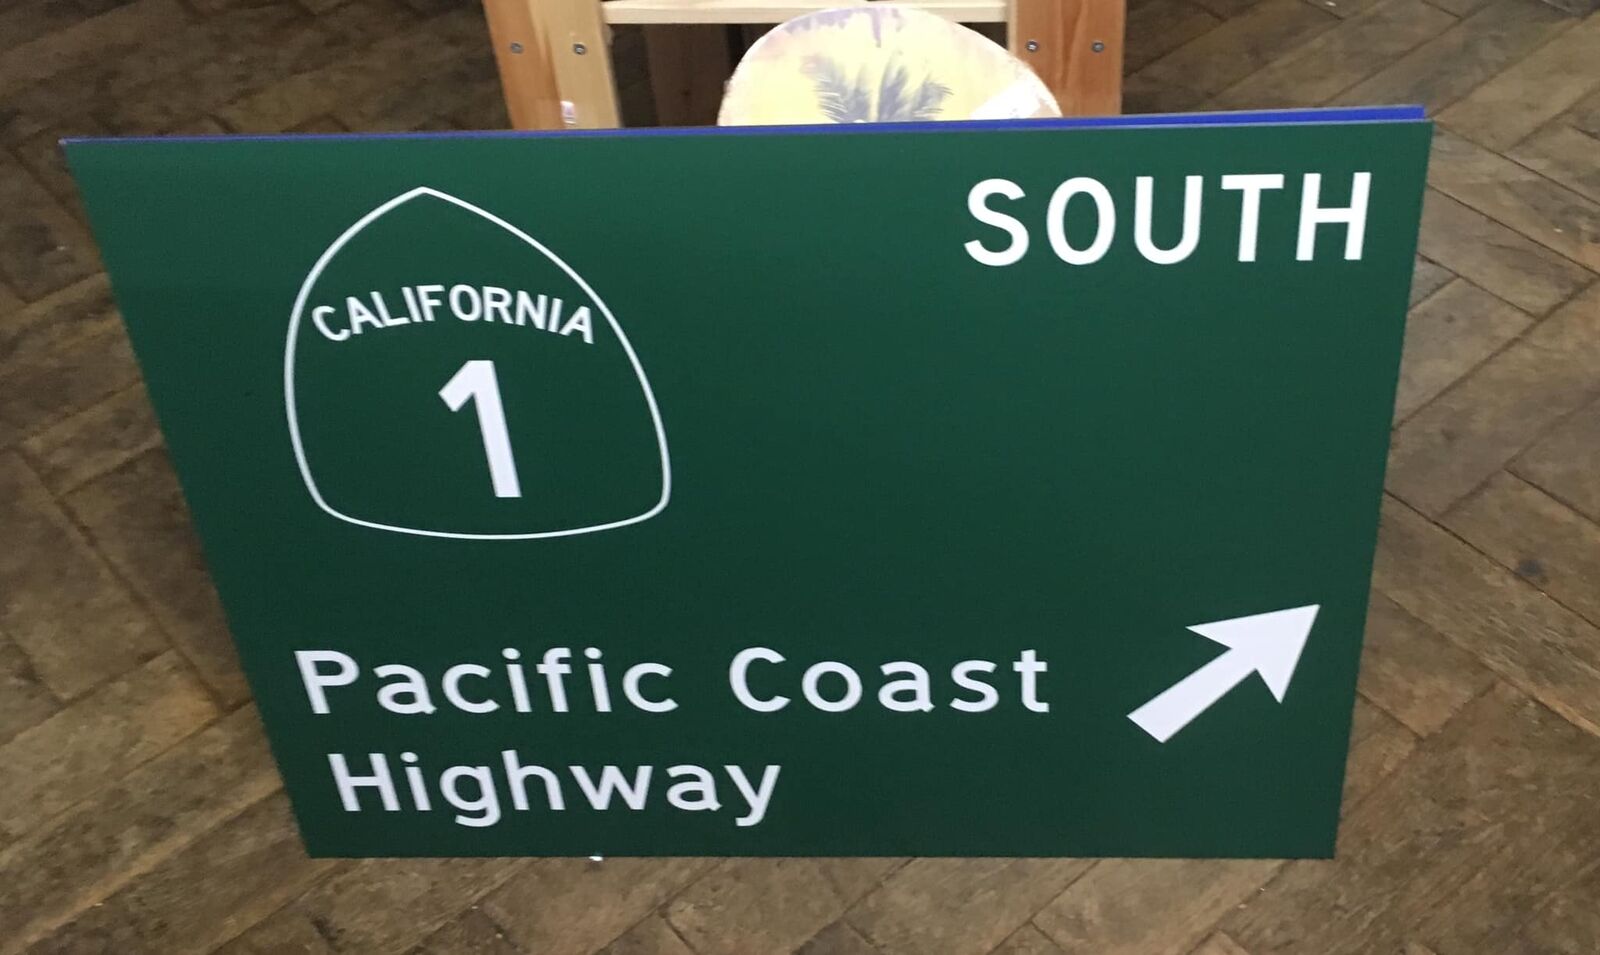 SOUTH
CALIFORNIA
1
Pacific Coast
Highway